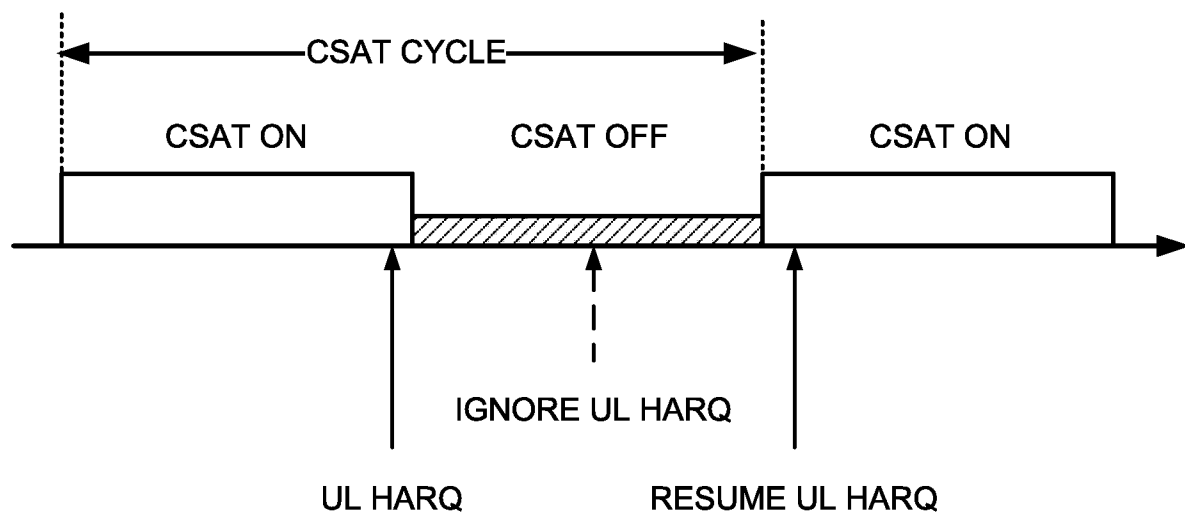 CSAT CYCLE
CSAT ON
CSAT OFF
CSAT ON
IGNORE UL HARQ
UL HARQ
RESUME UL HARQ